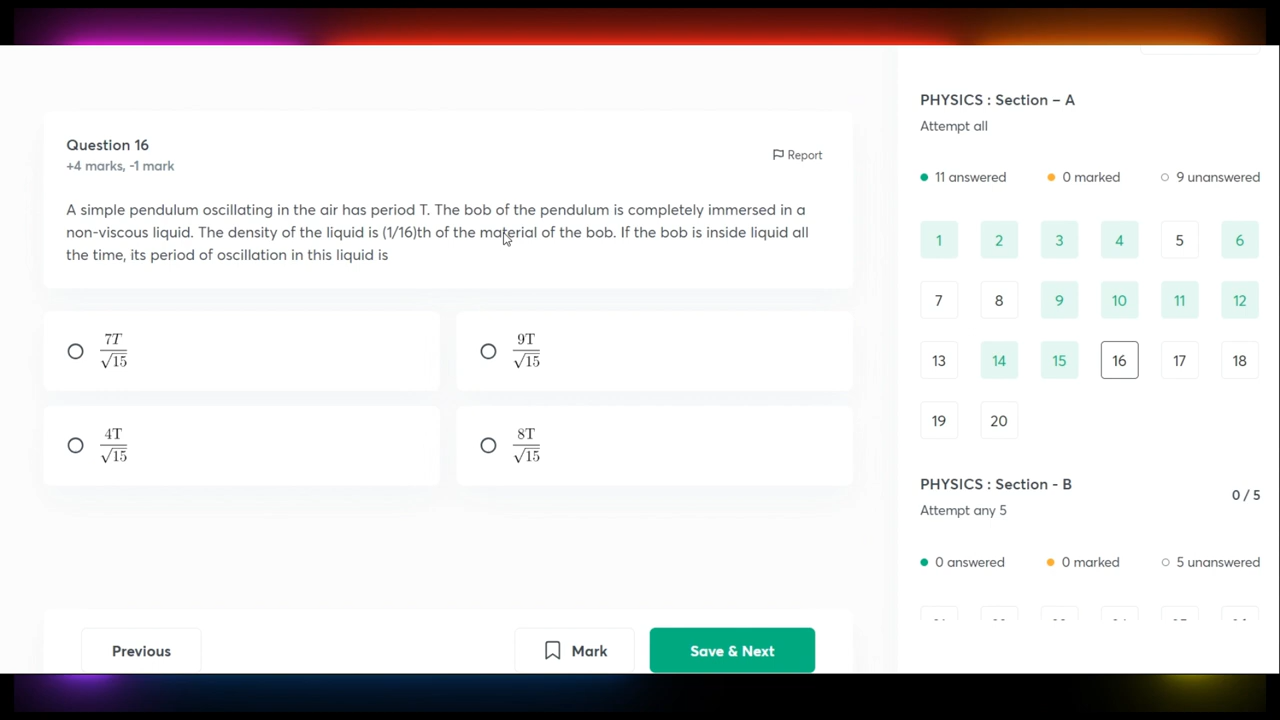 Question 16
+4 marks, -1 mark
Report
A simple pendulum oscillating in the air has period T. The bob of the pendulum is completely immersed in a
non-viscous liquid. The density of the liquid is (1/16)th of the material of the bob. If the bob is inside liquid all
the time, its period of oscillation in this liquid is
7T/√15
9T/√15
4T/√15
8T/√15
Previous
Mark
Save & Next
PHYSICS : Section – A
Attempt all
11 answered 0 marked 9 unanswered
1 2 3 4 5 6
7 8 9 10 11 12
13 14 15 16 17 18
19 20
PHYSICS : Section - B
0 / 5
Attempt any 5
0 answered 0 marked 5 unanswered